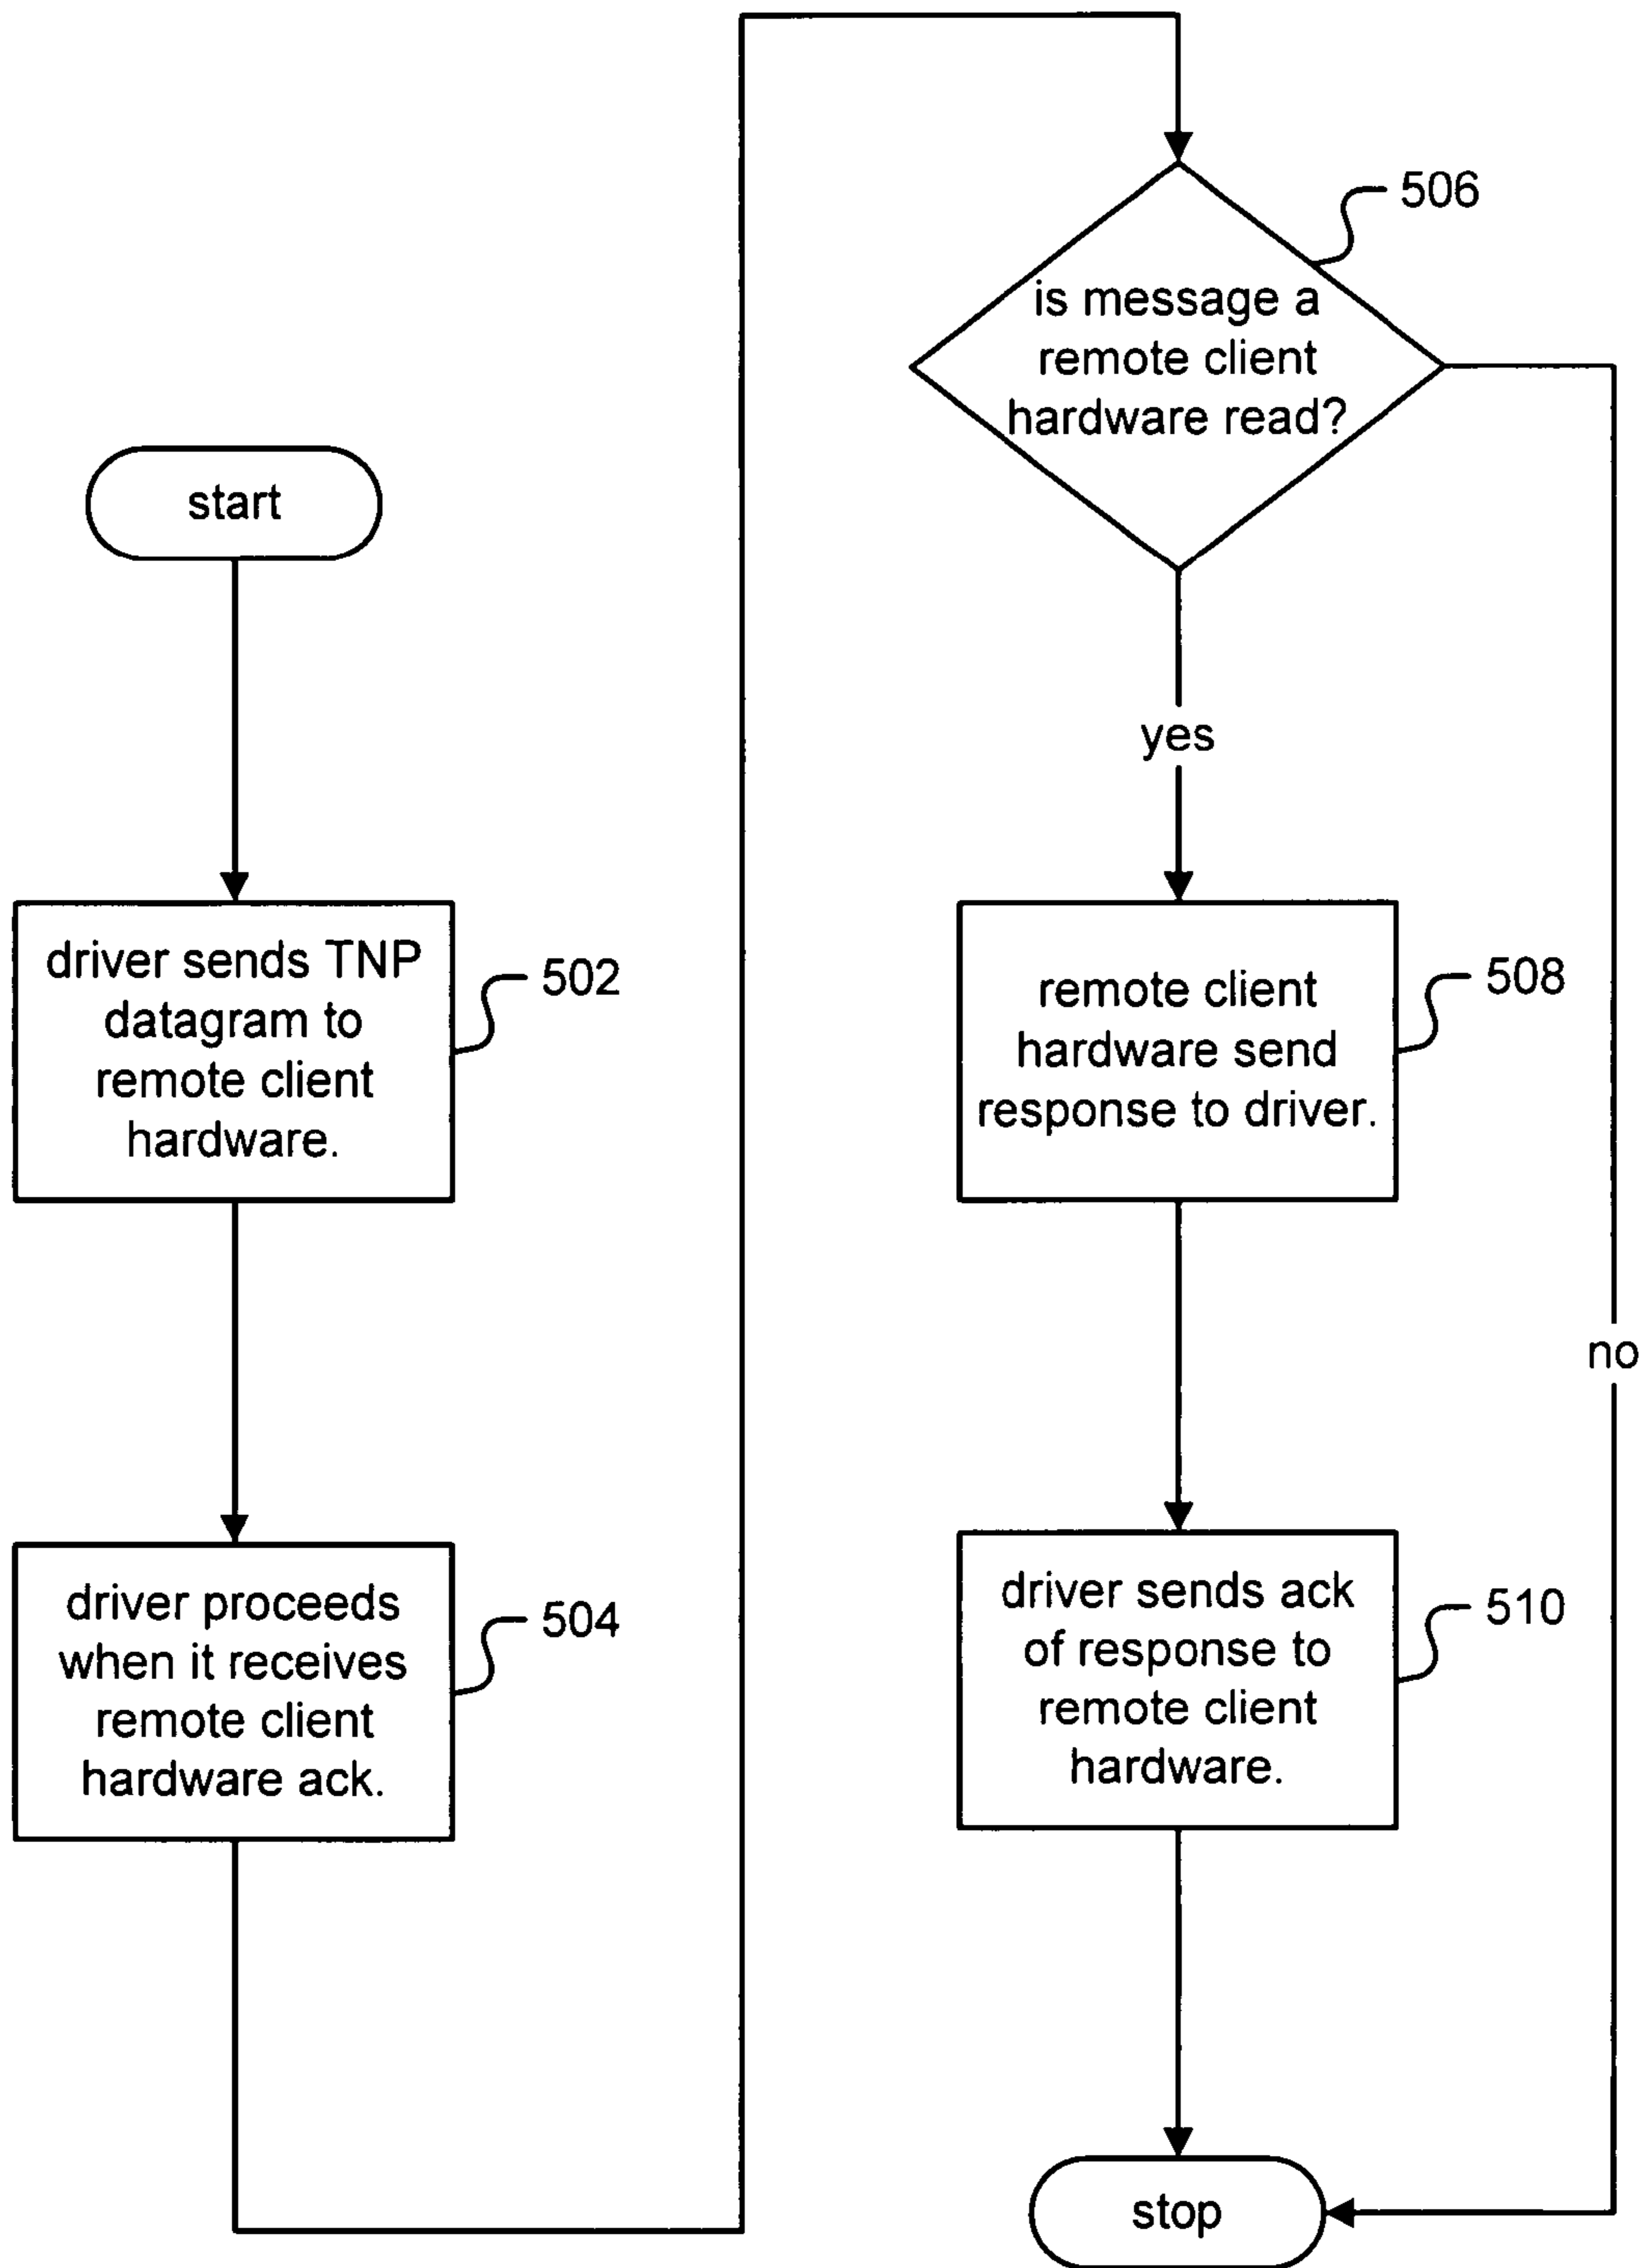 start
driver sends TNP
datagram to
remote client
hardware.
502
driver proceeds
when it receives
remote client
hardware ack.
504
is message a
remote client
hardware read?
506
yes
no
remote client
hardware send
response to driver.
508
driver sends ack
of response to
remote client
hardware.
510
stop